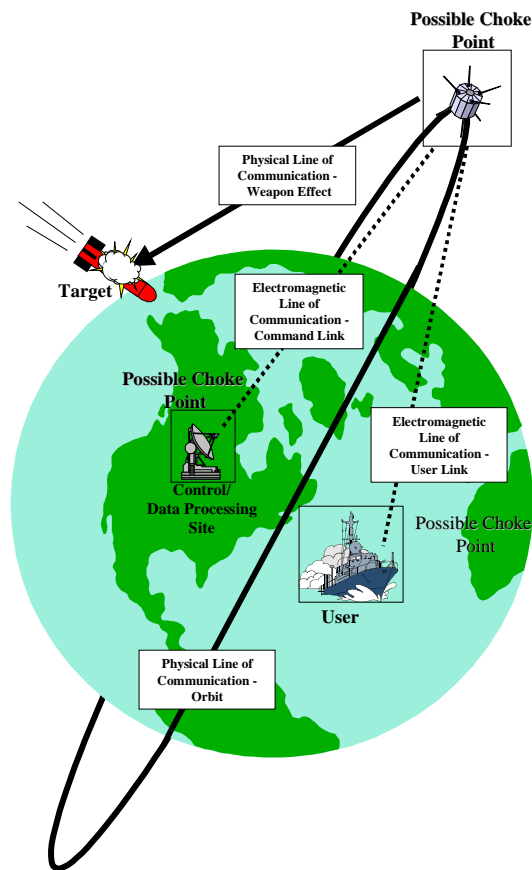 Possible Choke
Point
Physical Line of
Communication -
Weapon Effect
Target
Electromagnetic
Line of
Communication -
Command Link
Possible Choke
Point
Control/
Data Processing
Site
Electromagnetic
Line of
Communication -
User Link
Possible Choke
Point
User
Physical Line of
Communication -
Orbit